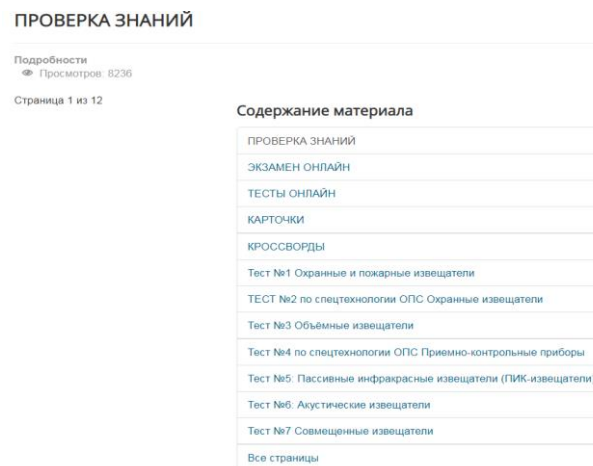 ПРОВЕРКА ЗНАНИЙ
Подробности
Просмотров: 8236
Страница 1 из 12
Содержание материала
ПРОВЕРКА ЗНАНИЙ
ЭКЗАМЕН ОНЛАЙН
ТЕСТЫ ОНЛАЙН
КАРТОЧКИ
КРОССВОРДЫ
Тест №1 Охранные и пожарные извещатели
ТЕСТ №2 по спецтехнологии ОПС Охранные извещатели
Тест №3 Объёмные извещатели
Тест №4 по спецтехнологии ОПС Приемно-контрольные приборы
Тест №5: Пассивные инфракрасные извещатели (ПИК-извещатели)
Тест №6: Акустические извещатели
Тест №7 Совмещенные извещатели
Все страницы